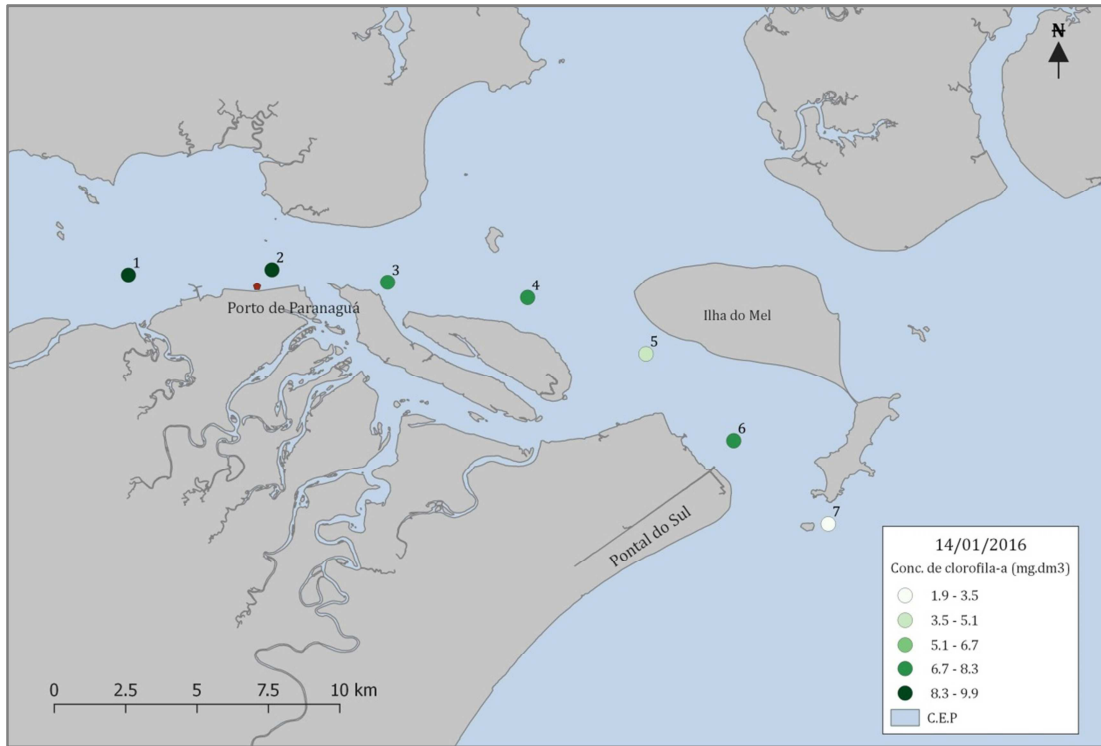 N
1
2
3
4
5
6
7
Porto de Paranaguá
Ilha do Mel
Pontal do Sul
0 2.5 5 7.5 10 km
14/01/2016
Conc. de clorofila-a (mg.dm3)
1.9 - 3.5
3.5 - 5.1
5.1 - 6.7
6.7 - 8.3
8.3 - 9.9
C.E.P